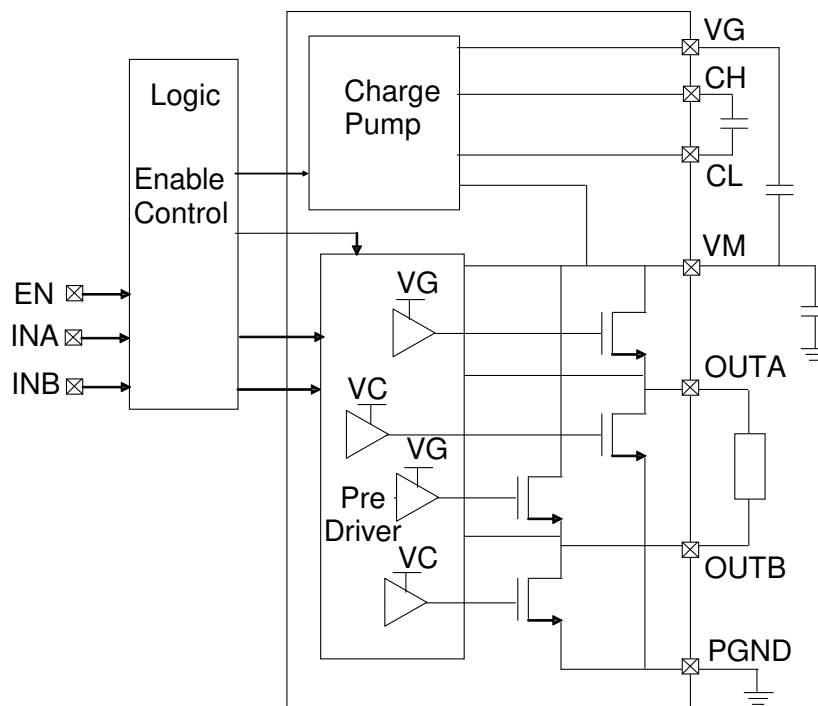 VG
CH
CL
VM
OUTA
OUTB
PGND
Charge
Pump
Logic
Enable
Control
EN
INA
INB
VG
VC
VG
Pre
Driver
VC